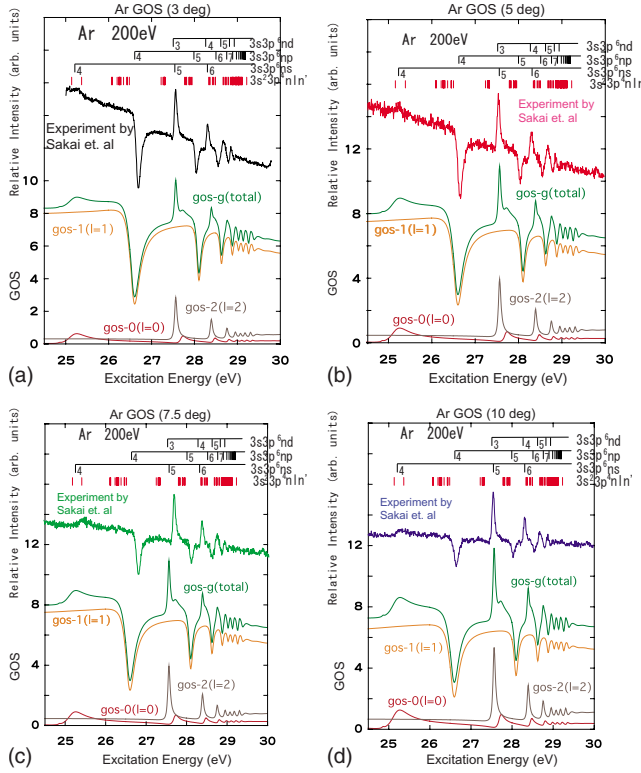 Ar GOS (3 deg)
Ar 200eV
3 4 5 3s3p⁶nd
4 5 6 7 3s3p⁶np
4 5 6 3s3p⁶ns
3s²3p⁴nln'
Relative Intensity (arb. units)
GOS
Experiment by
Sakai et. al
gos-g(total)
gos-1(l=1)
gos-2(l=2)
gos-0(l=0)
10
8
6
4
2
0
25 26 27 28 29 30
Excitation Energy (eV)
(a)
Ar GOS (5 deg)
Ar 200eV
3 4 5 3s3p⁶nd
4 5 6 7 3s3p⁶np
4 5 6 3s3p⁶ns
3s²3p⁴nln'
Relative Intensity (arb. units)
GOS
Experiment by
Sakai et. al
gos-g(total)
gos-1(l=1)
gos-2(l=2)
gos-0(l=0)
12
8
4
0
25 26 27 28 29 30
Excitation Energy (eV)
(b)
Ar GOS (7.5 deg)
Ar 200eV
3 4 5 3s3p⁶nd
4 5 6 7 3s3p⁶np
4 5 6 3s3p⁶ns
3s²3p⁴nln'
Relative Intensity (arb. units)
GOS
Experiment by
Sakai et. al
gos-g(total)
gos-1(l=1)
gos-2(l=2)
gos-0(l=0)
12
8
4
0
25 26 27 28 29 30
Excitation Energy (eV)
(c)
Ar GOS (10 deg)
Ar 200eV
3 4 5 3s3p⁶nd
4 5 6 7 3s3p⁶np
4 5 6 3s3p⁶ns
3s²3p⁴nln'
Relative Intensity (arb. units)
GOS
Experiment by
Sakai et. al
gos-g(total)
gos-1(l=1)
gos-2(l=2)
gos-0(l=0)
12
8
4
0
25 26 27 28 29 30
Excitation Energy (eV)
(d)